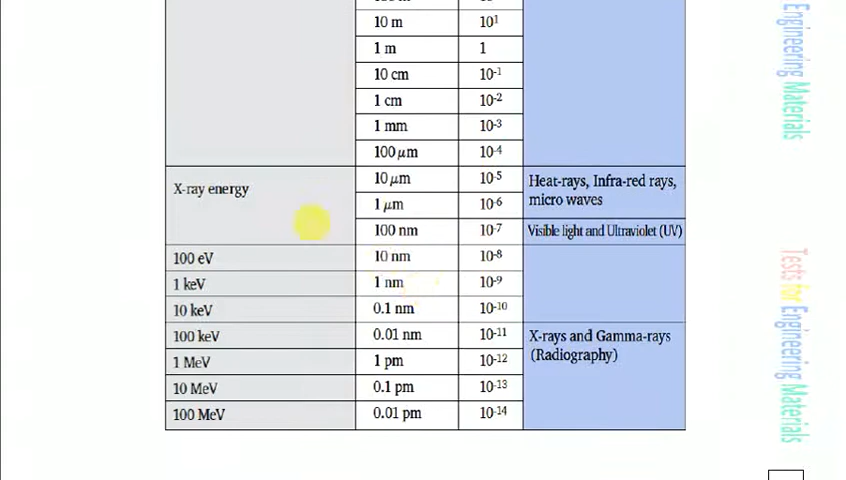 10 m 10¹
1 m 1
10 cm 10⁻¹
1 cm 10⁻²
1 mm 10⁻³
100 μm 10⁻⁴
X-ray energy 10 μm 10⁻⁵ Heat-rays, Infra-red rays,
micro waves
1 μm 10⁻⁶
100 nm 10⁻⁷ Visible light and Ultraviolet (UV)
100 eV 10 nm 10⁻⁸
1 keV 1 nm 10⁻⁹
10 keV 0.1 nm 10⁻¹⁰
100 keV 0.01 nm 10⁻¹¹ X-rays and Gamma-rays
(Radiography)
1 MeV 1 pm 10⁻¹²
10 MeV 0.1 pm 10⁻¹³
100 MeV 0.01 pm 10⁻¹⁴
Engineering Materials
Tests for Engineering Materials